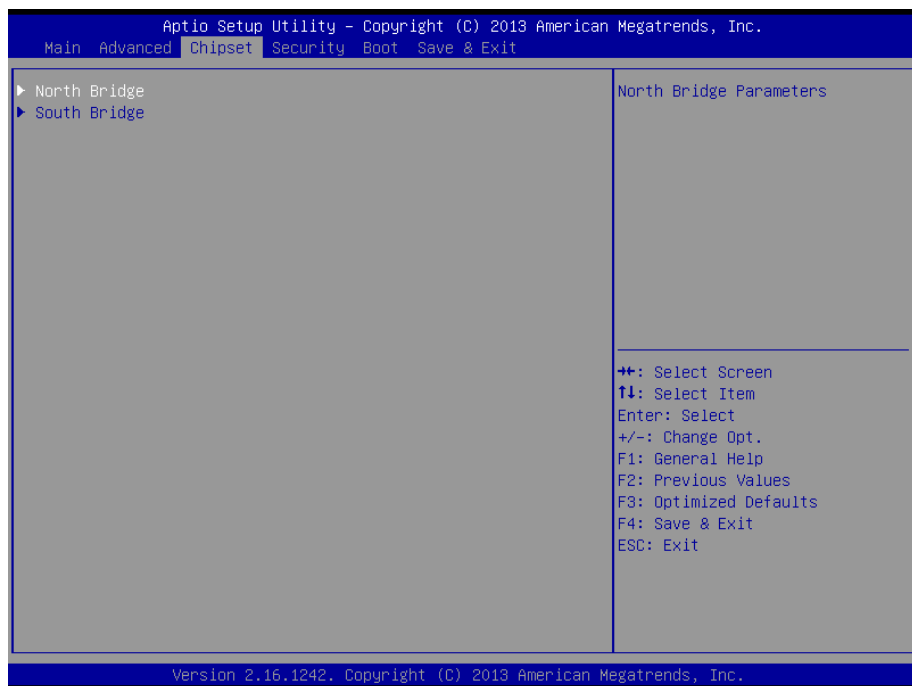 Aptio Setup Utility – Copyright (C) 2013 American Megatrends, Inc.
Main Advanced Chipset Security Boot Save & Exit
▶ North Bridge
▶ South Bridge
North Bridge Parameters
→←: Select Screen
↑↓: Select Item
Enter: Select
+/-: Change Opt.
F1: General Help
F2: Previous Values
F3: Optimized Defaults
F4: Save & Exit
ESC: Exit
Version 2.16.1242. Copyright (C) 2013 American Megatrends, Inc.